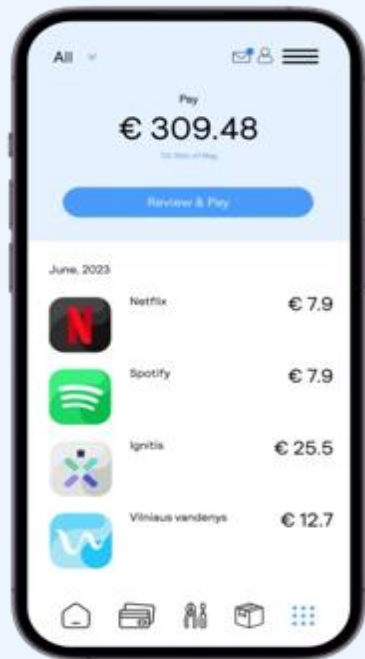 All
Pay
€ 309.48
Review & Pay
June, 2023
Netflix
€ 7.9
N
Spotify
€ 7.9
Ignitis
€ 25.5
Vilniaus vandenys
€ 12.7